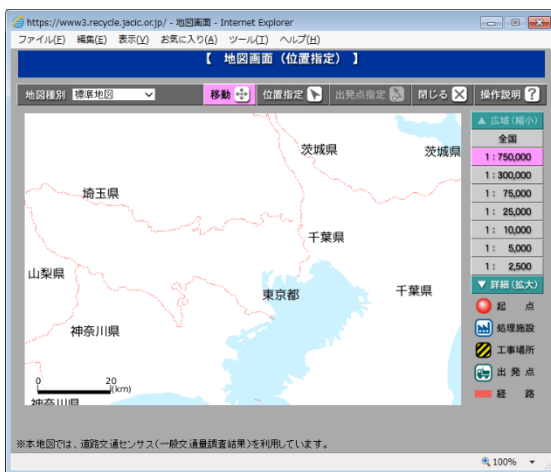 https://www3.recycle.jacic.or.jp/ - 地図画面 - Internet Explorer
ファイル(F) 編集(E) 表示(V) お気に入り(A) ツール(T) ヘルプ(H)
【 地図画面（位置指定） 】
地図種別 標準地図 移動 位置指定 出発点指定 閉じる 操作説明 ?
▲ 広域(縮小)
全国
1：750,000
1：300,000
1： 75,000
1： 25,000
1： 10,000
1： 5,000
1： 2,500
▼ 詳細(拡大)
起 点
処理施設
工事場所
出 発 点
経 路
茨城県 茨城県
埼玉県
千葉県
山梨県
東京都 千葉県
神奈川県
0 20
(km)
神奈川県
※本地図では、道路交通センサス(一般交通量調査結果)を利用しています。
100%